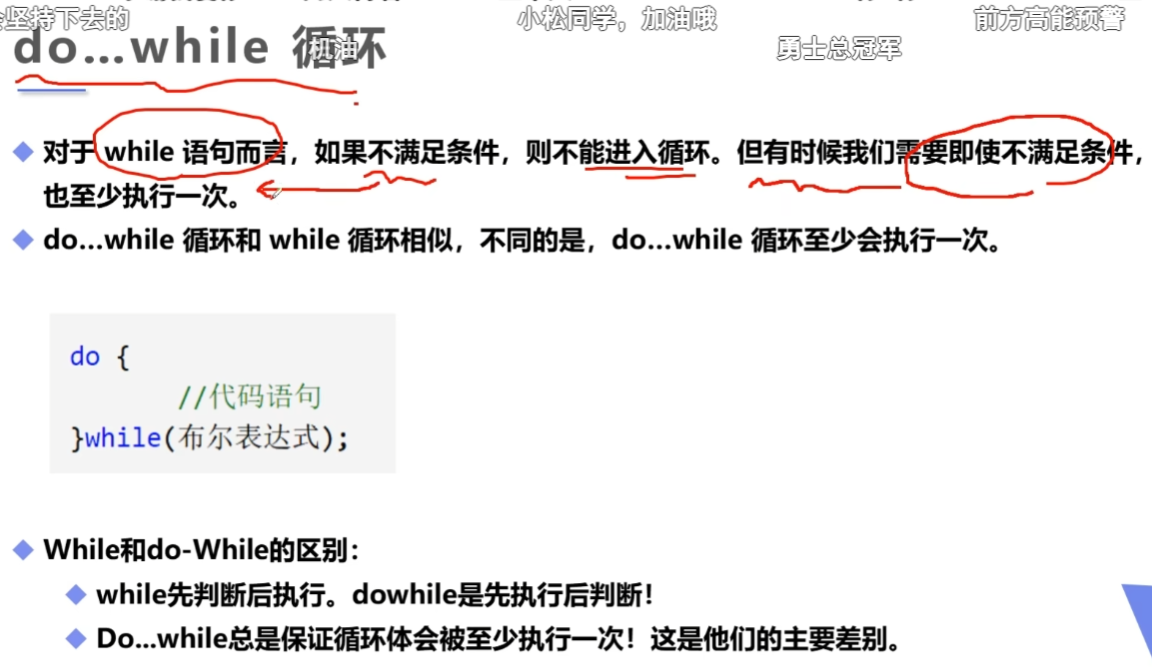 坚持下去的
小松同学，加油哦
前方高能预警
do...while 循环
机油
勇士总冠军
对于 while 语句而言，如果不满足条件，则不能进入循环。但有时候我们需要即使不满足条件，
也至少执行一次。
do...while 循环和 while 循环相似，不同的是，do...while 循环至少会执行一次。
do {
//代码语句
}while(布尔表达式);
While和do-While的区别：
while先判断后执行。dowhile是先执行后判断！
Do...while总是保证循环体会被至少执行一次！这是他们的主要差别。